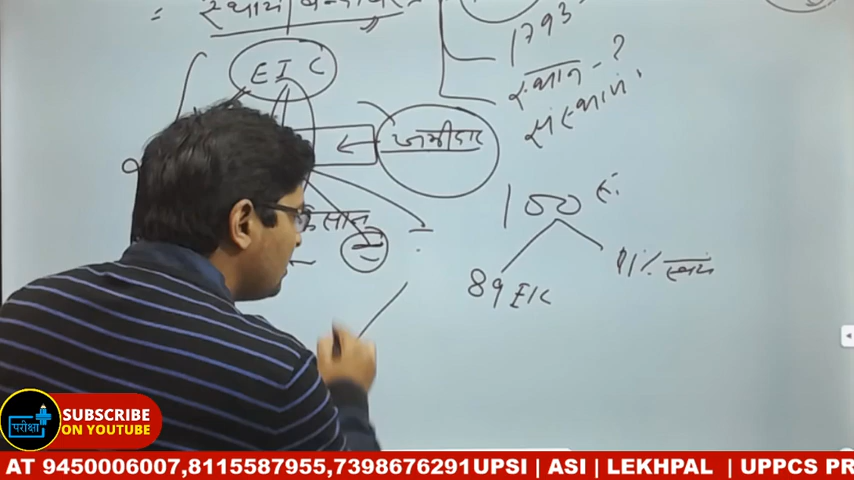 = स्थायी बन्दोबस्त
1793
EIC
स्थान - ?
संस्थान
जमींदार
किसान
100 रु.
89 EIC
11% स्वयं
परीक्षा
SUBSCRIBE
ON YOUTUBE
AT 9450006007,8115587955,7398676291UPSI | ASI | LEKHPAL | UPPCS PR